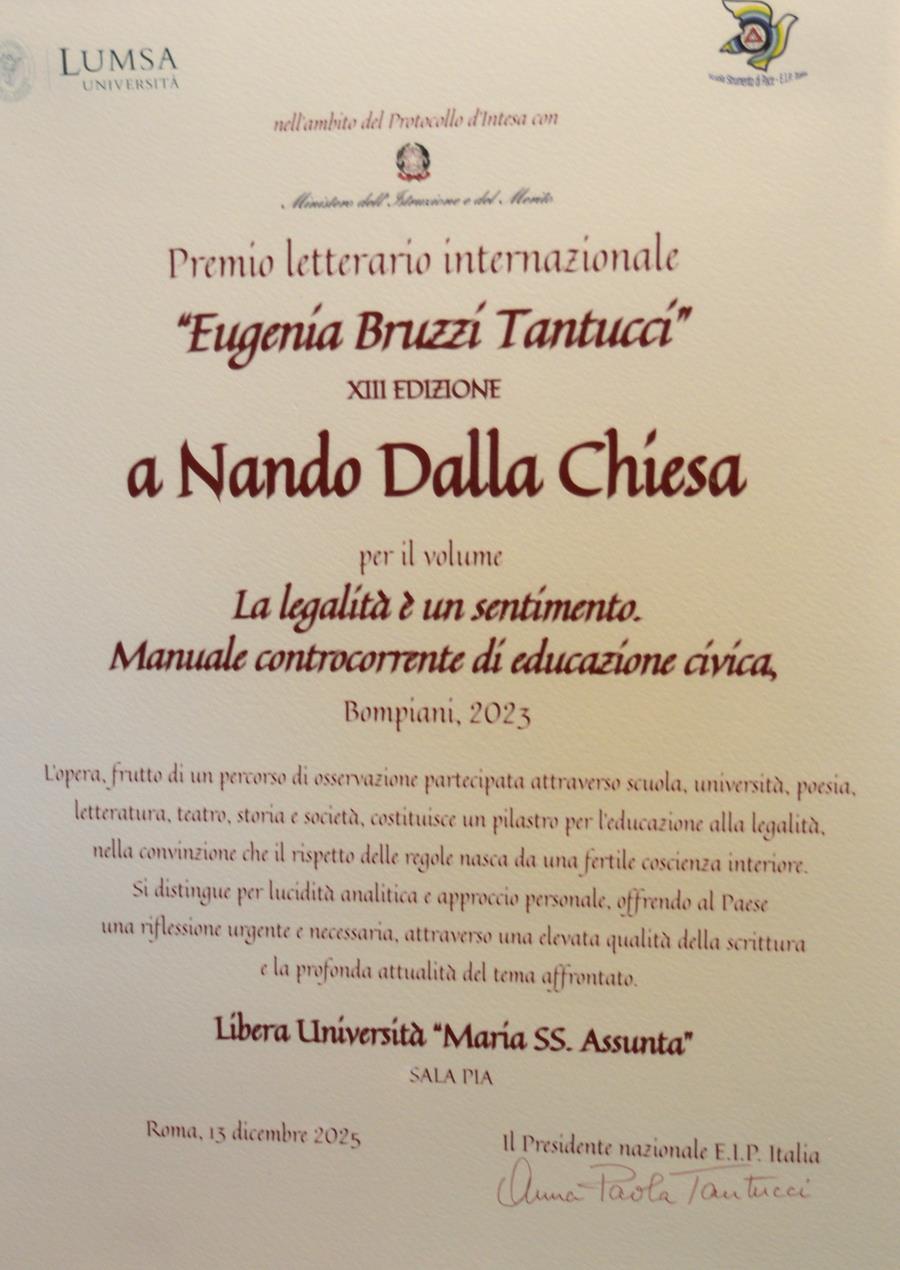 LUMSA
UNIVERSITÀ
Scuola Strumento di Pace - E.I.P. Italia
nell'ambito del Protocollo d'Intesa con
Ministero dell'Istruzione e del Merito
Premio letterario internazionale
“Eugenia Bruzzi Tantucci”
XIII EDIZIONE
a Nando Dalla Chiesa
per il volume
La legalità è un sentimento.
Manuale controcorrente di educazione civica,
Bompiani, 2023
L'opera, frutto di un percorso di osservazione partecipata attraverso scuola, università, poesia,
letteratura, teatro, storia e società, costituisce un pilastro per l'educazione alla legalità,
nella convinzione che il rispetto delle regole nasca da una fertile coscienza interiore.
Si distingue per lucidità analitica e approccio personale, offrendo al Paese
una riflessione urgente e necessaria, attraverso una elevata qualità della scrittura
e la profonda attualità del tema affrontato.
Libera Università “Maria SS. Assunta”
SALA PIA
Roma, 13 dicembre 2025
Il Presidente nazionale E.I.P. Italia
Anna Paola Tantucci